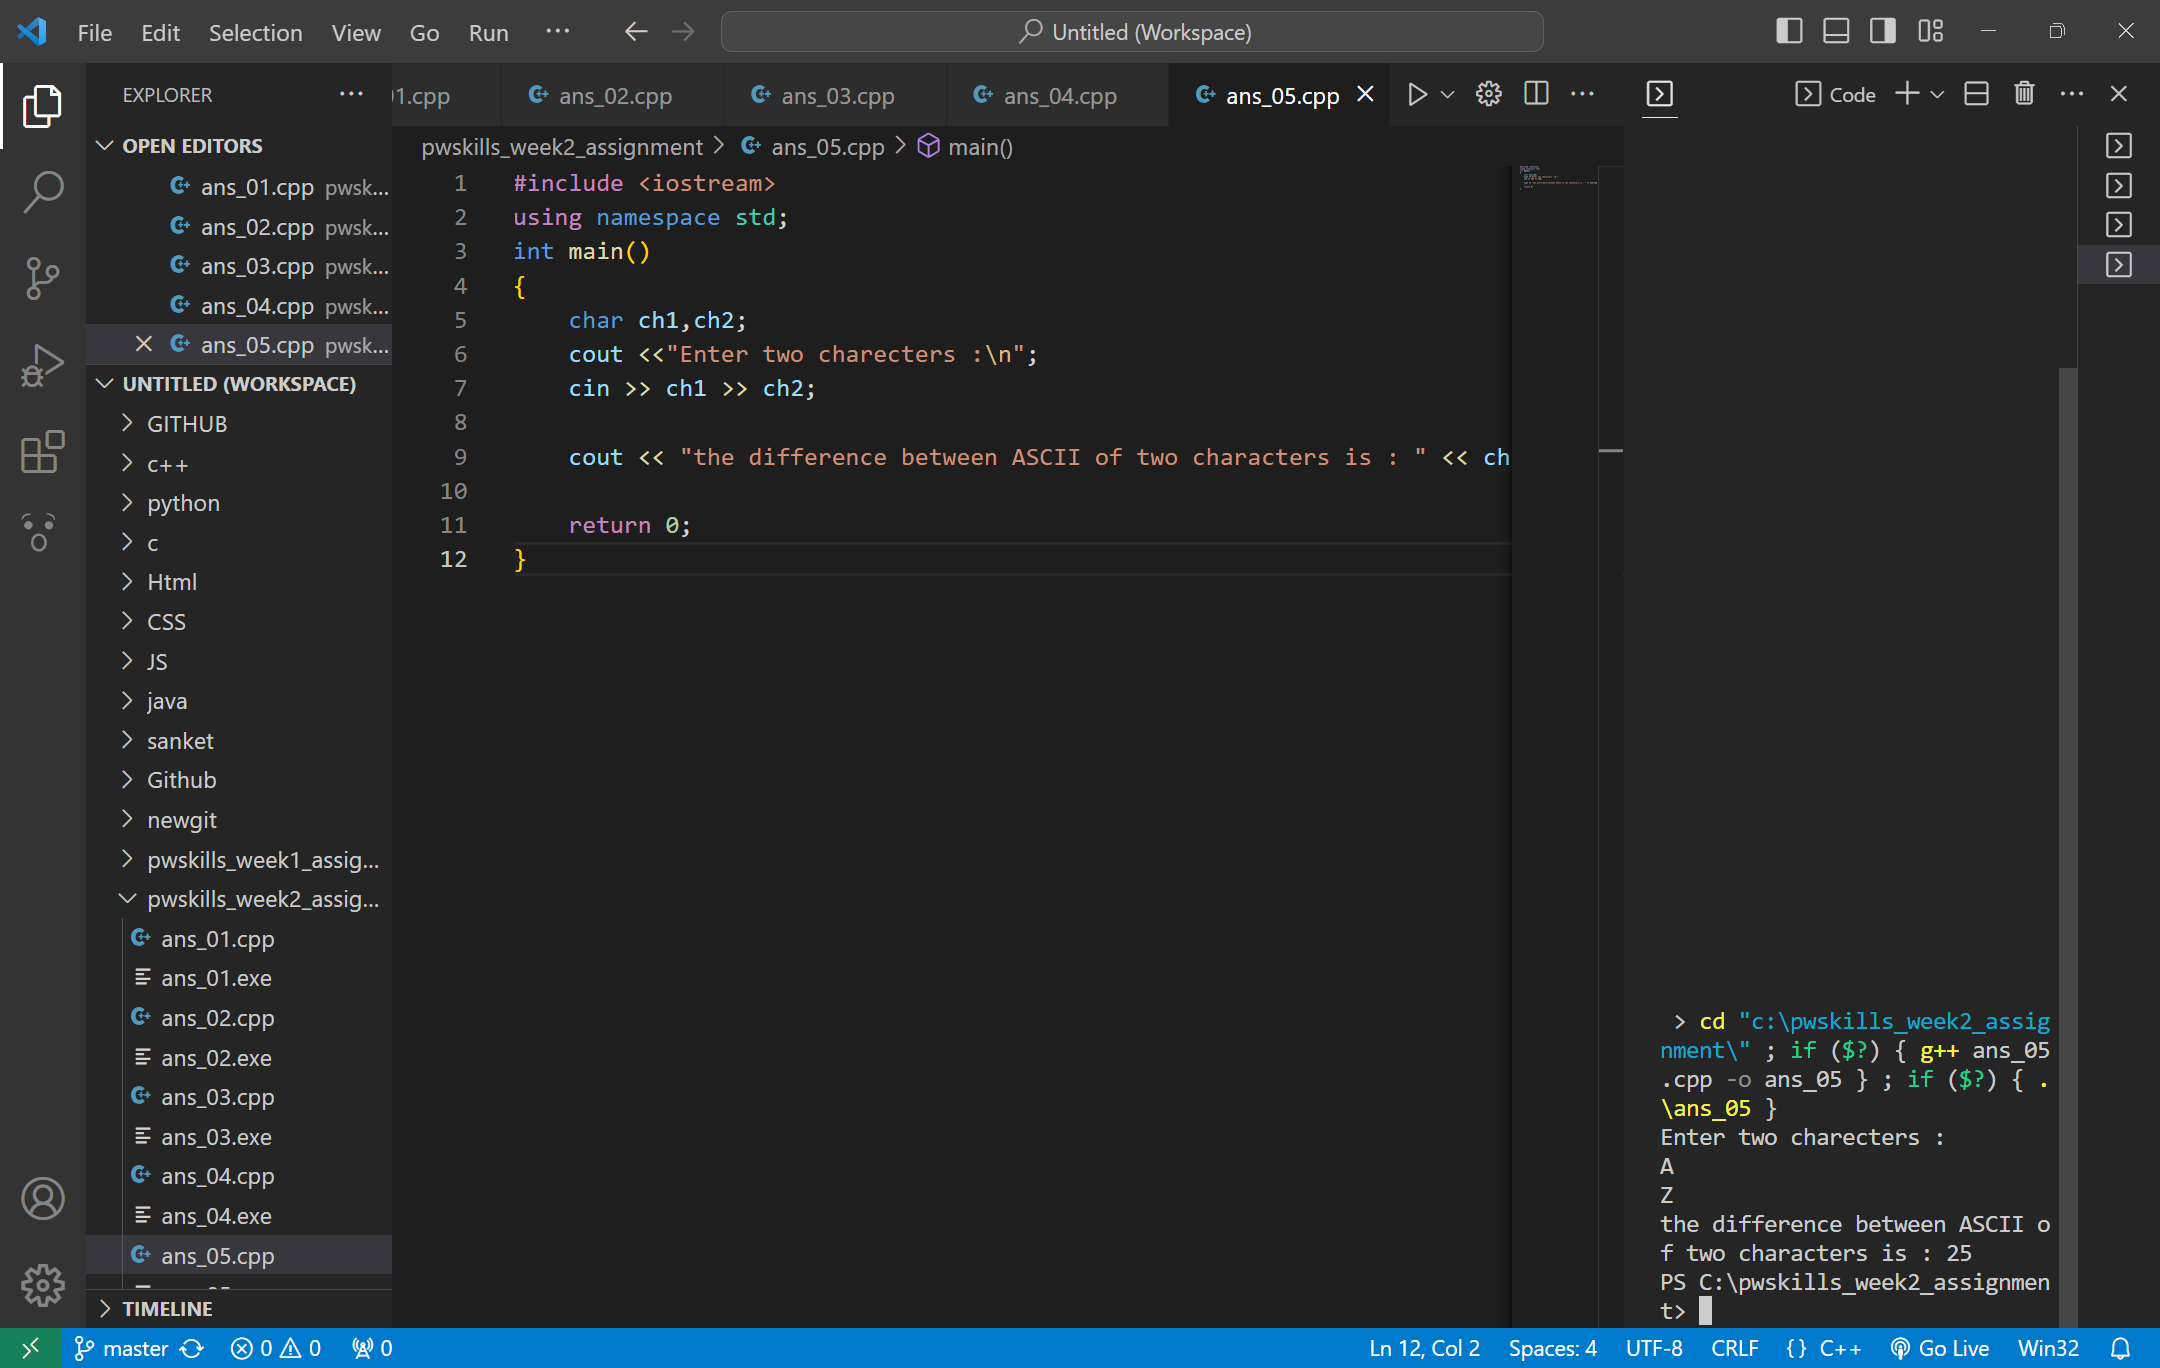 File Edit Selection View Go Run ··· Untitled (Workspace)
EXPLORER ···
OPEN EDITORS
ans_01.cpp pwsk...
ans_02.cpp pwsk...
ans_03.cpp pwsk...
ans_04.cpp pwsk...
ans_05.cpp pwsk...
UNTITLED (WORKSPACE)
GITHUB
c++
python
c
Html
CSS
JS
java
sanket
Github
newgit
pwskills_week1_assig...
pwskills_week2_assig...
ans_01.cpp
ans_01.exe
ans_02.cpp
ans_02.exe
ans_03.cpp
ans_03.exe
ans_04.cpp
ans_04.exe
ans_05.cpp
TIMELINE
1.cpp ans_02.cpp ans_03.cpp ans_04.cpp ans_05.cpp
pwskills_week2_assignment > ans_05.cpp > main()
1 #include <iostream>
2 using namespace std;
3 int main()
4 {
5 char ch1,ch2;
6 cout <<"Enter two charecters :\n";
7 cin >> ch1 >> ch2;
8
9 cout << "the difference between ASCII of two characters is : " << ch
10
11 return 0;
12 }
Code
> cd "c:\pwskills_week2_assig
nment\" ; if ($?) { g++ ans_05
.cpp -o ans_05 } ; if ($?) { .
\ans_05 }
Enter two charecters :
A
Z
the difference between ASCII o
f two characters is : 25
PS C:\pwskills_week2_assignmen
t>
master 0 0 0 Ln 12, Col 2 Spaces: 4 UTF-8 CRLF {} C++ Go Live Win32